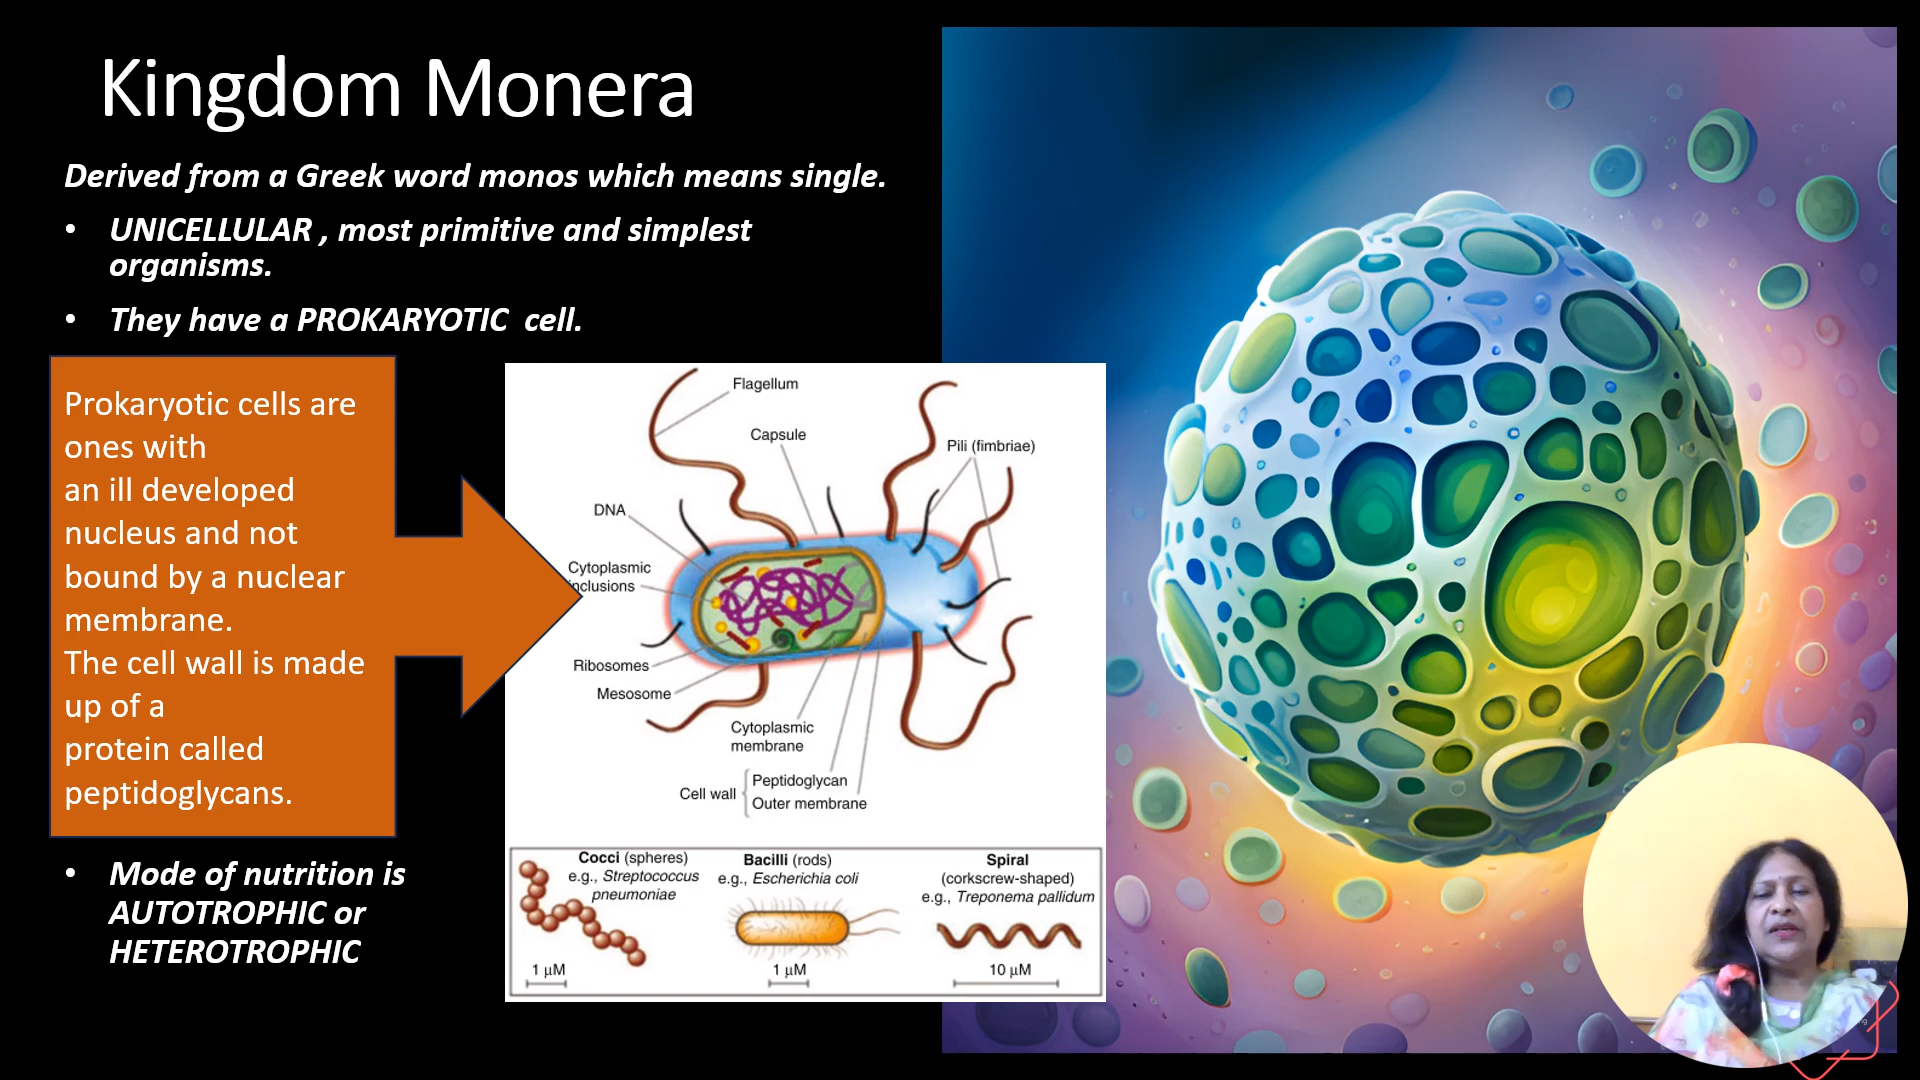 Kingdom Monera
Derived from a Greek word monos which means single.
• UNICELLULAR , most primitive and simplest
organisms.
• They have a PROKARYOTIC cell.
Prokaryotic cells are
ones with
an ill developed
nucleus and not
bound by a nuclear
membrane.
The cell wall is made
up of a
protein called
peptidoglycans.
• Mode of nutrition is
AUTOTROPHIC or
HETEROTROPHIC
Flagellum
Capsule
Pili (fimbriae)
DNA
Cytoplasmic
nclusions
Ribosomes
Mesosome
Cytoplasmic
membrane
Cell wall
Peptidoglycan
Outer membrane
Cocci (spheres)
e.g., Streptococcus
pneumoniae
1 μM
Bacilli (rods)
e.g., Escherichia coli
1 μM
Spiral
(corkscrew-shaped)
e.g., Treponema pallidum
10 μM